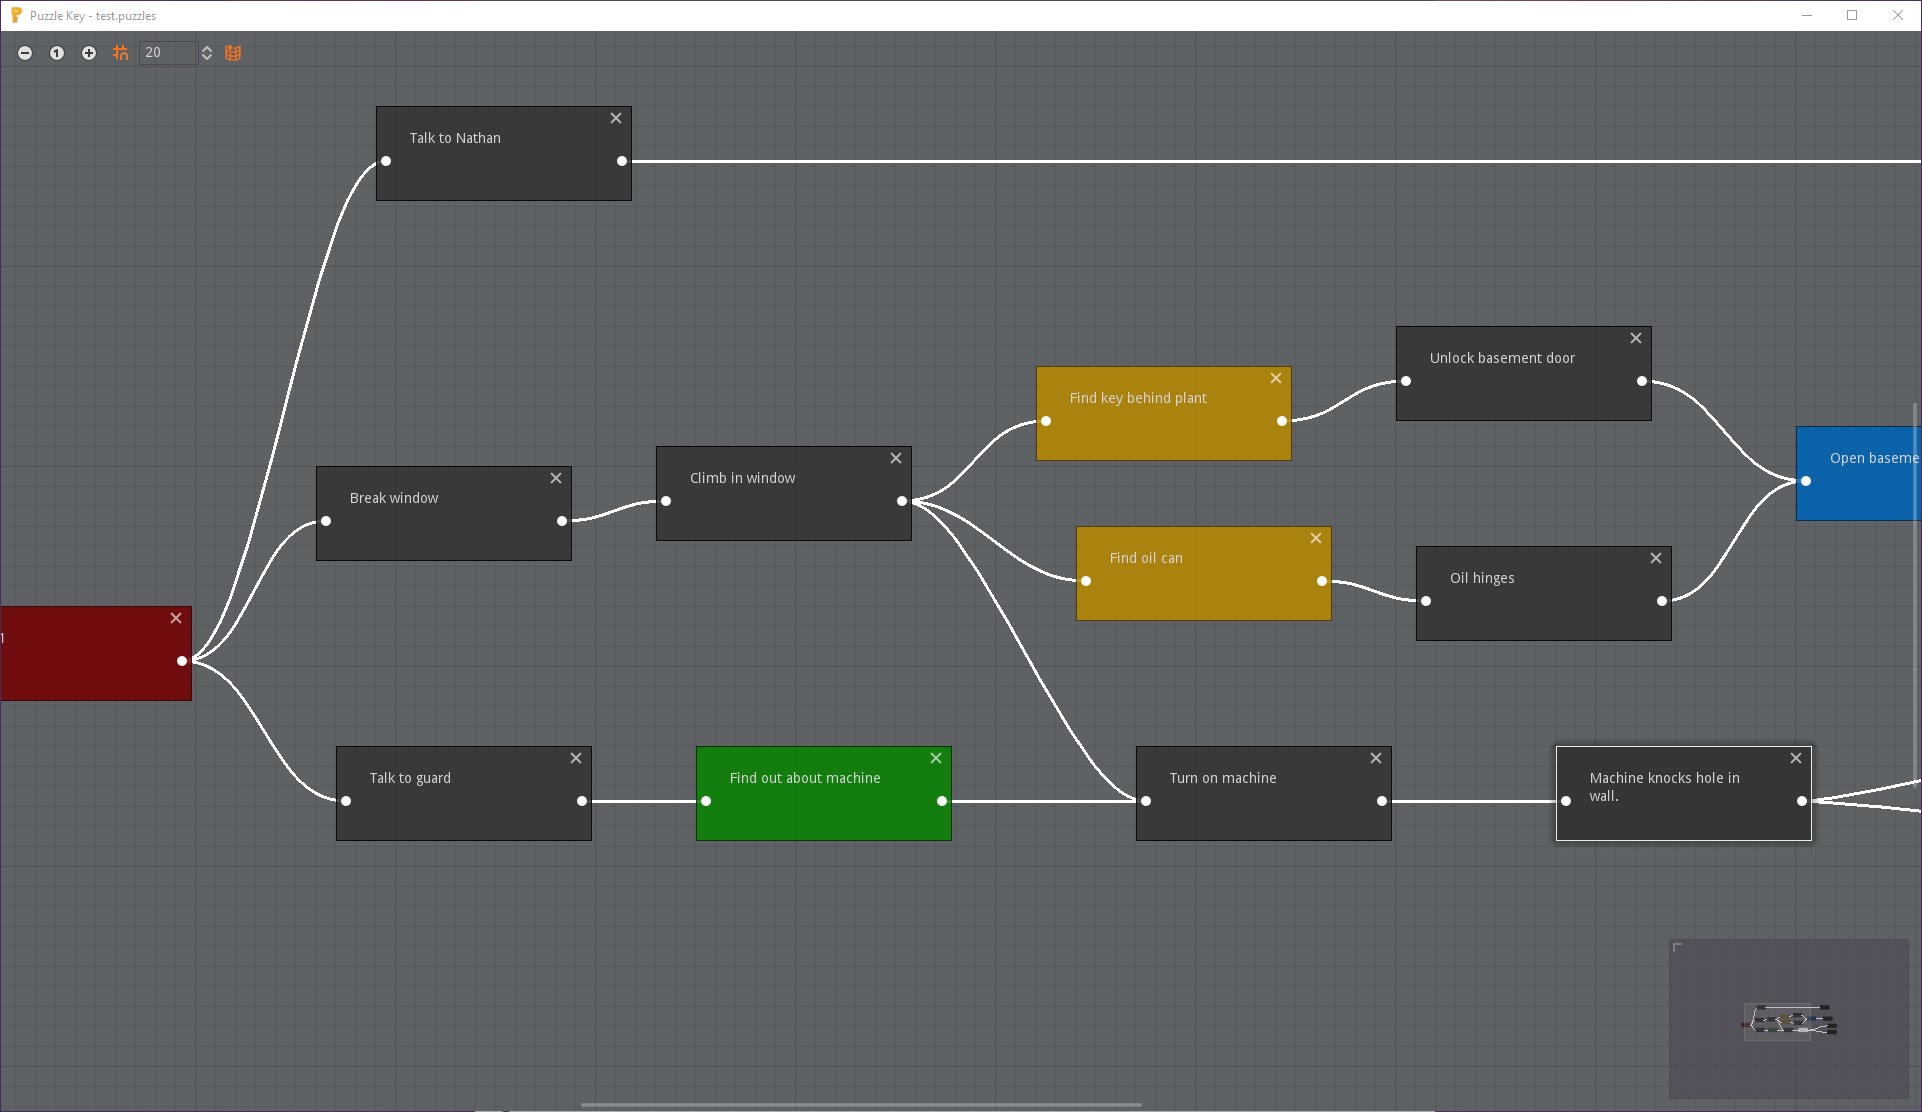 Puzzle Key - test.puzzles
1
20
Talk to Nathan
Unlock basement door
Find key behind plant
Open baseme
Climb in window
Break window
Find oil can
Oil hinges
1
Talk to guard
Find out about machine
Turn on machine
Machine knocks hole in
wall.